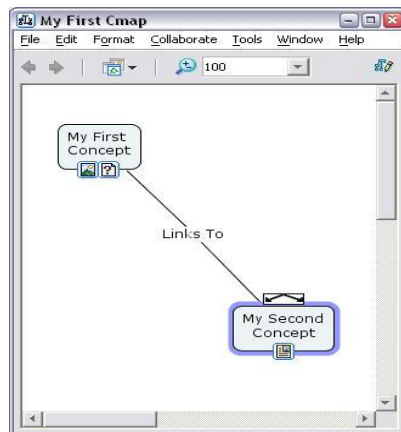 My First Cmap
File Edit Format Collaborate Tools Window Help
100
My First
Concept
?
Links To
My Second
Concept